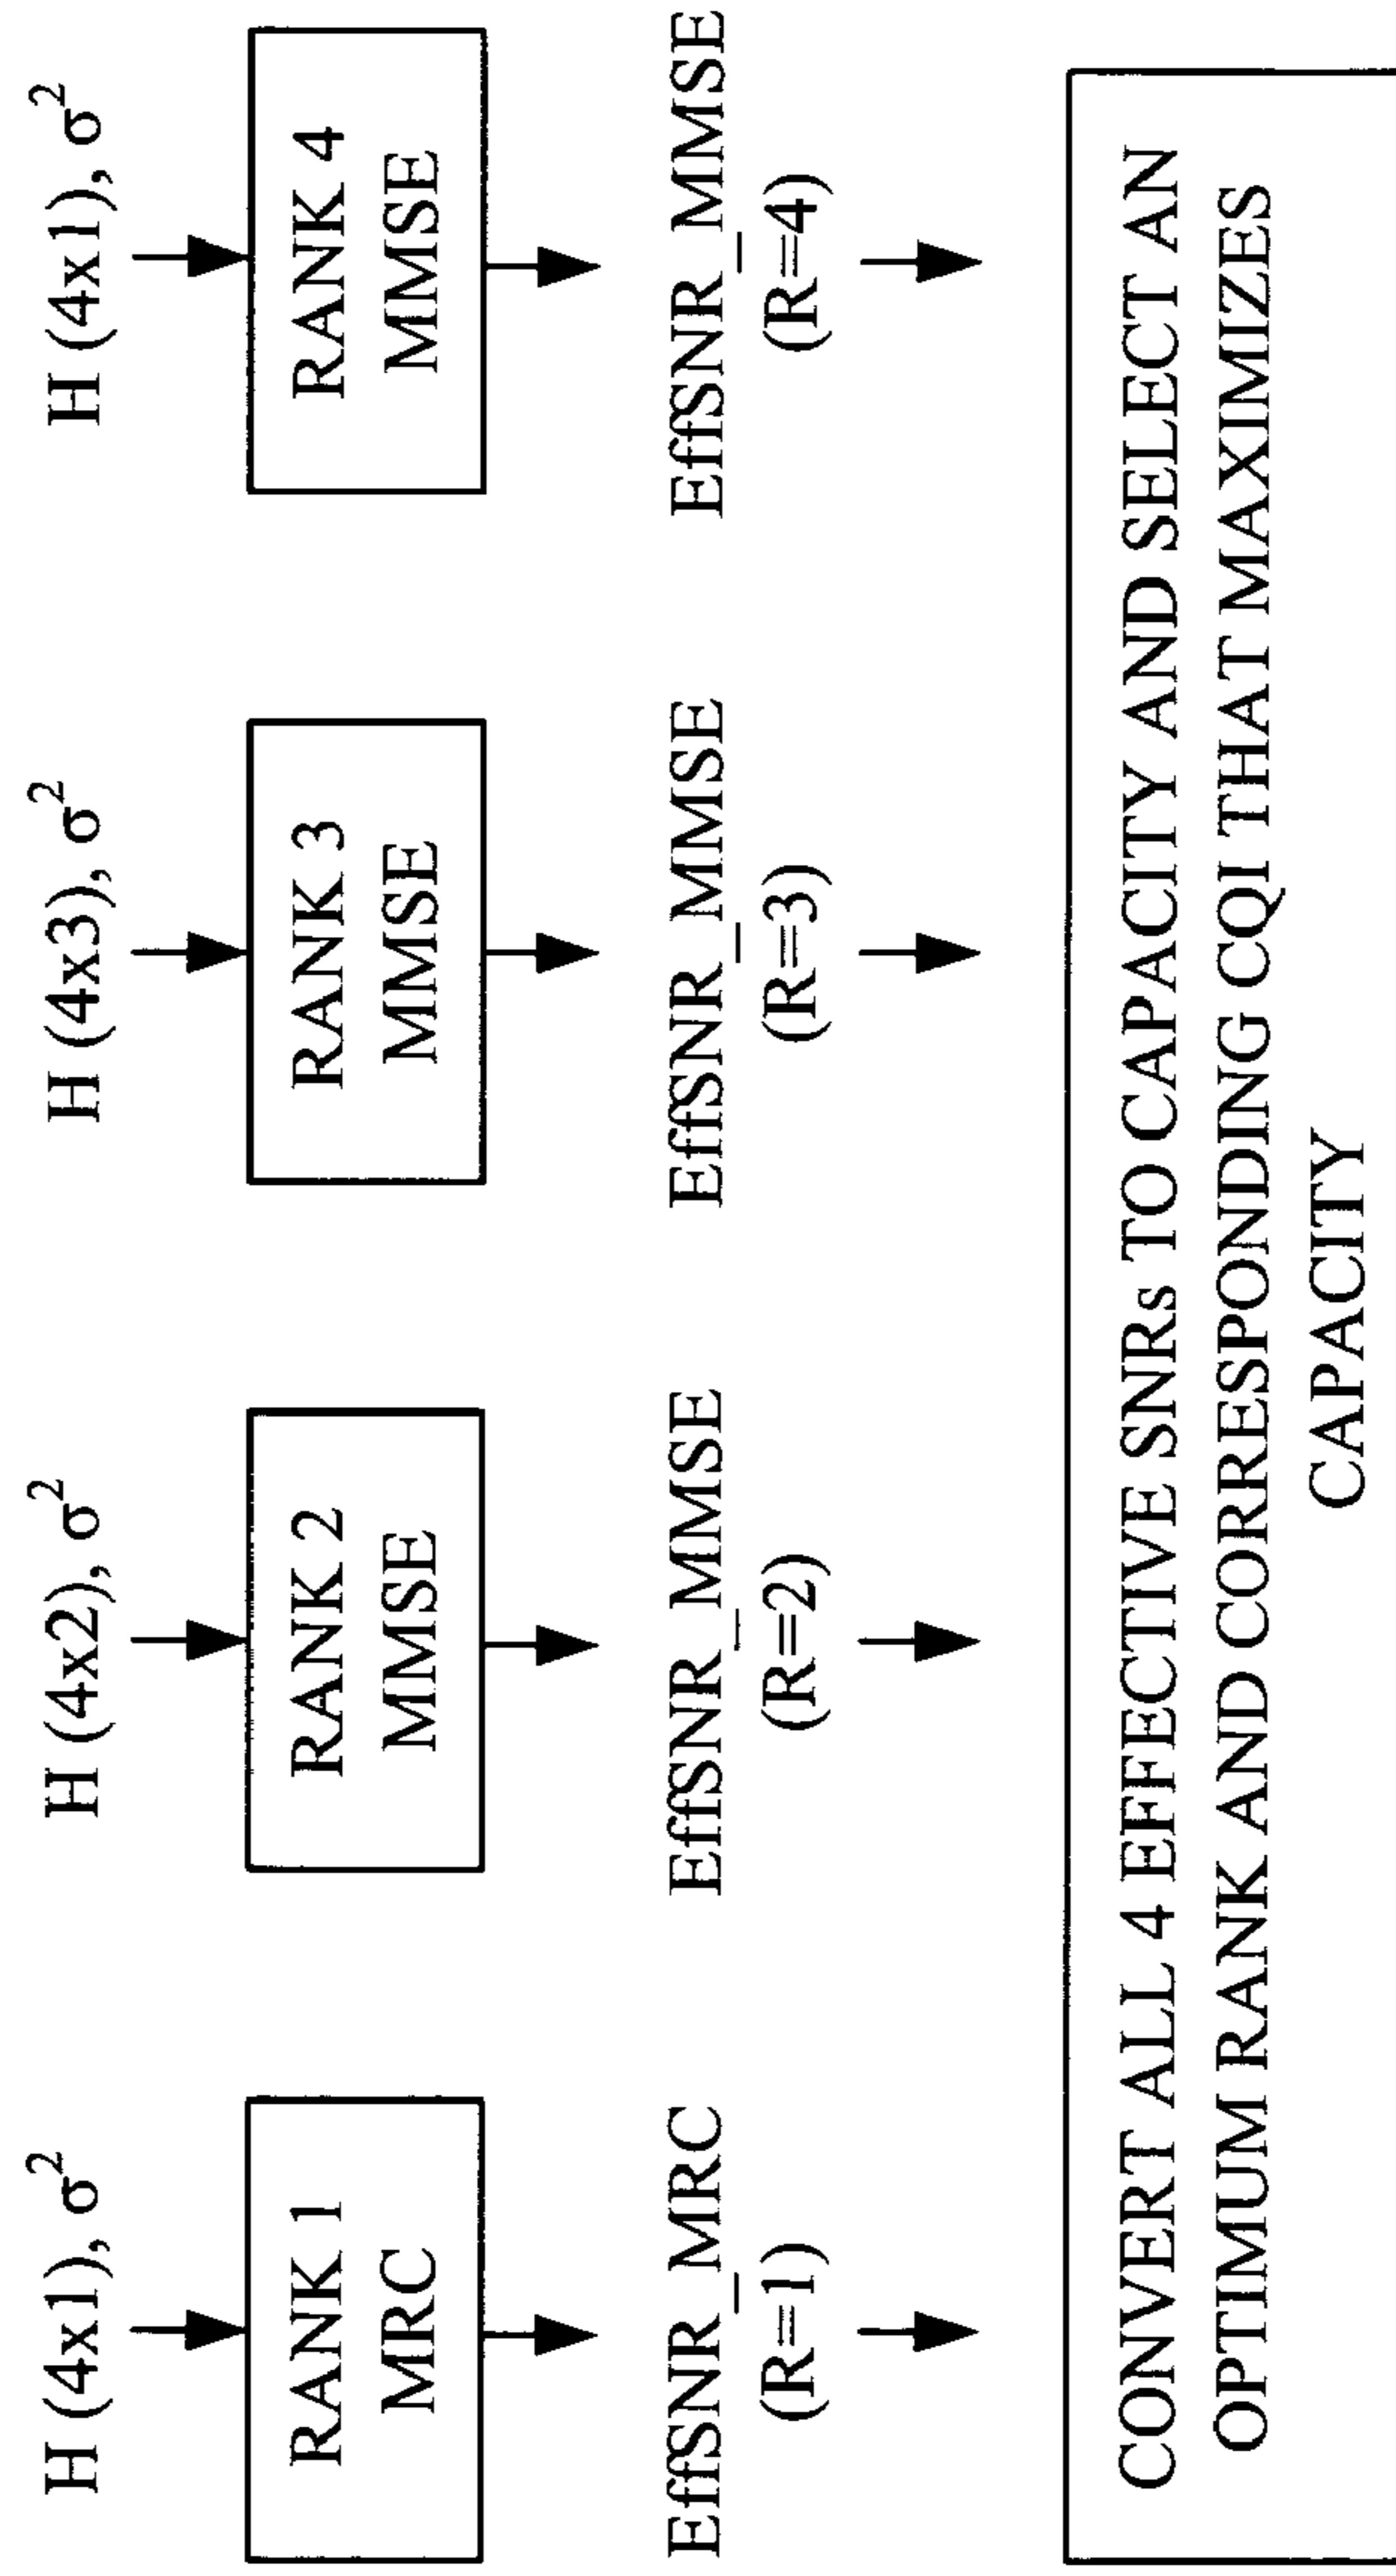 H (4x1), σ²
RANK 1
MRC
EffSNR_MRC
(R=1)
H (4x2), σ²
RANK 2
MMSE
EffSNR_MMSE
(R=2)
H (4x3), σ²
RANK 3
MMSE
EffSNR_MMSE
(R=3)
H (4x1), σ²
RANK 4
MMSE
EffSNR_MMSE
(R=4)
CONVERT ALL 4 EFFECTIVE SNRs TO CAPACITY AND SELECT AN
OPTIMUM RANK AND CORRESPONDING CQI THAT MAXIMIZES
CAPACITY